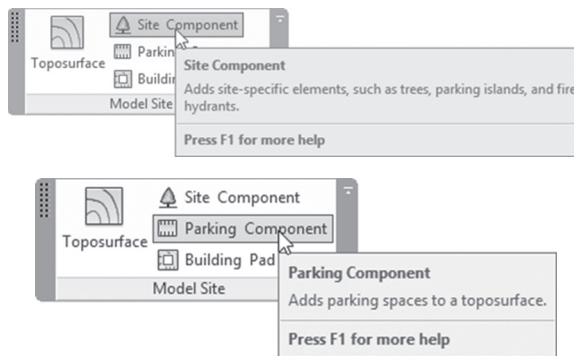 Site Component
Toposurface
Model Site
Site Component
Adds site-specific elements, such as trees, parking islands, and fire
hydrants.
Press F1 for more help
Site Component
Toposurface
Parking Component
Building Pad
Model Site
Parking Component
Adds parking spaces to a toposurface.
Press F1 for more help